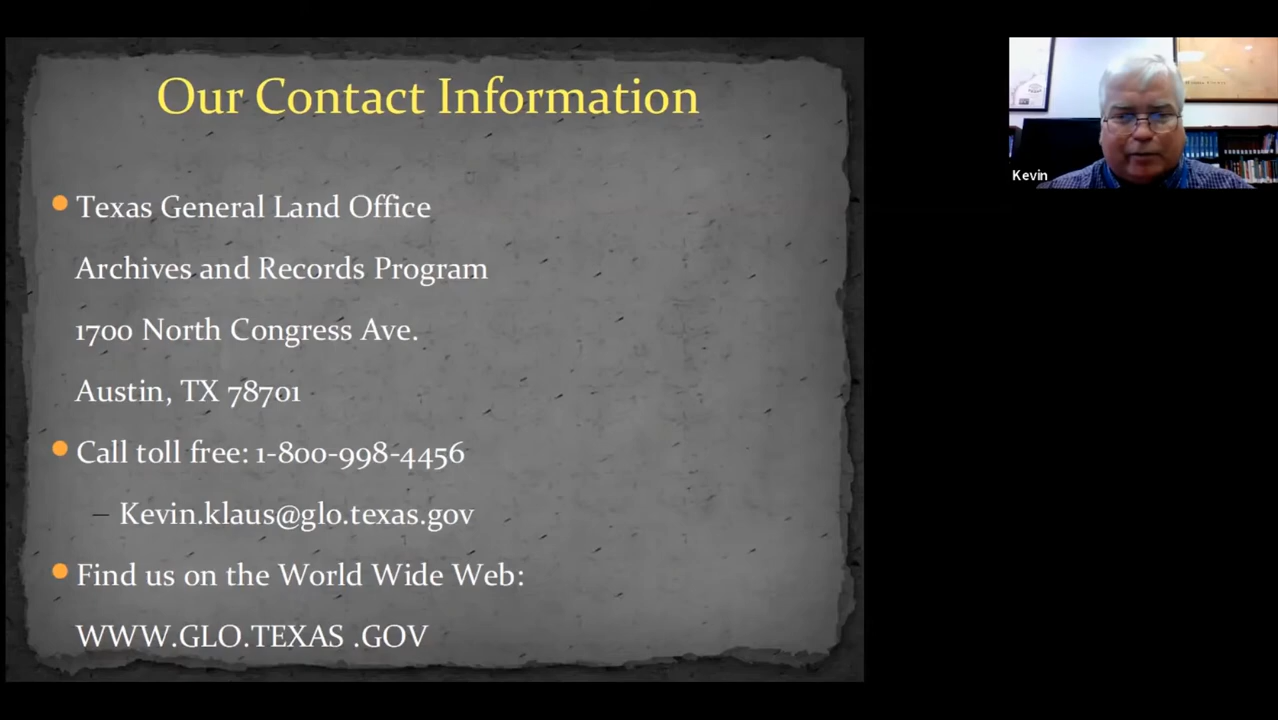 Our Contact Information
Texas General Land Office
Archives and Records Program
1700 North Congress Ave.
Austin, TX 78701
Call toll free: 1-800-998-4456
– Kevin.klaus@glo.texas.gov
Find us on the World Wide Web:
WWW.GLO.TEXAS .GOV
Kevin